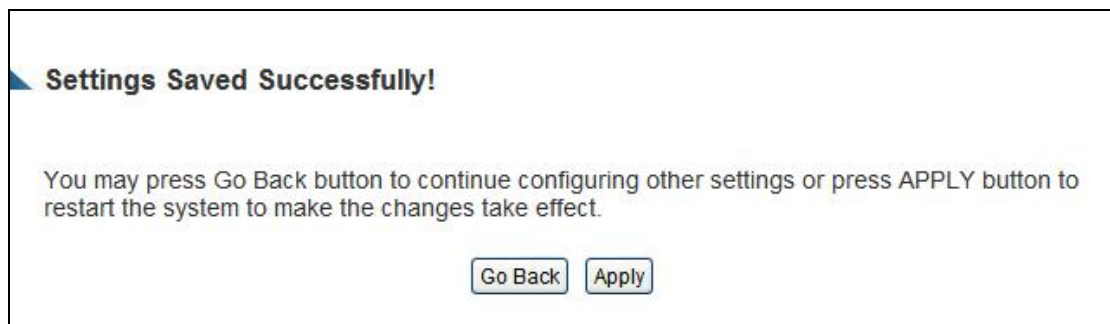 Settings Saved Successfully!
You may press Go Back button to continue configuring other settings or press APPLY button to
restart the system to make the changes take effect.
Go Back Apply